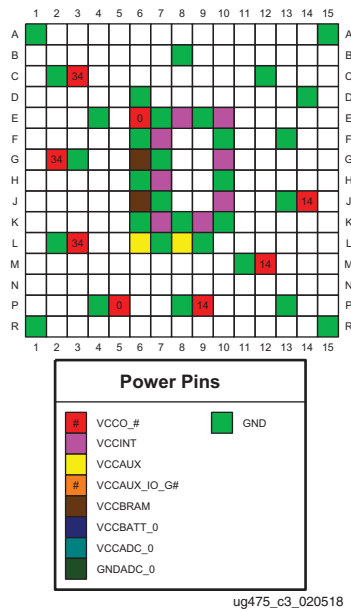 1 2 3 4 5 6 7 8 9 10 11 12 13 14 15
A A
B B
C 34 C
D D
E 0 E
F F
G 34 G
H H
J 14 J
K K
L 34 L
M 14 M
N N
P 0 14 P
R R
1 2 3 4 5 6 7 8 9 10 11 12 13 14 15
Power Pins
# VCCO_# GND
VCCINT
VCCAUX
# VCCAUX_IO_G#
VCCBRAM
VCCBATT_0
VCCADC_0
GNDADC_0
ug475_c3_020518